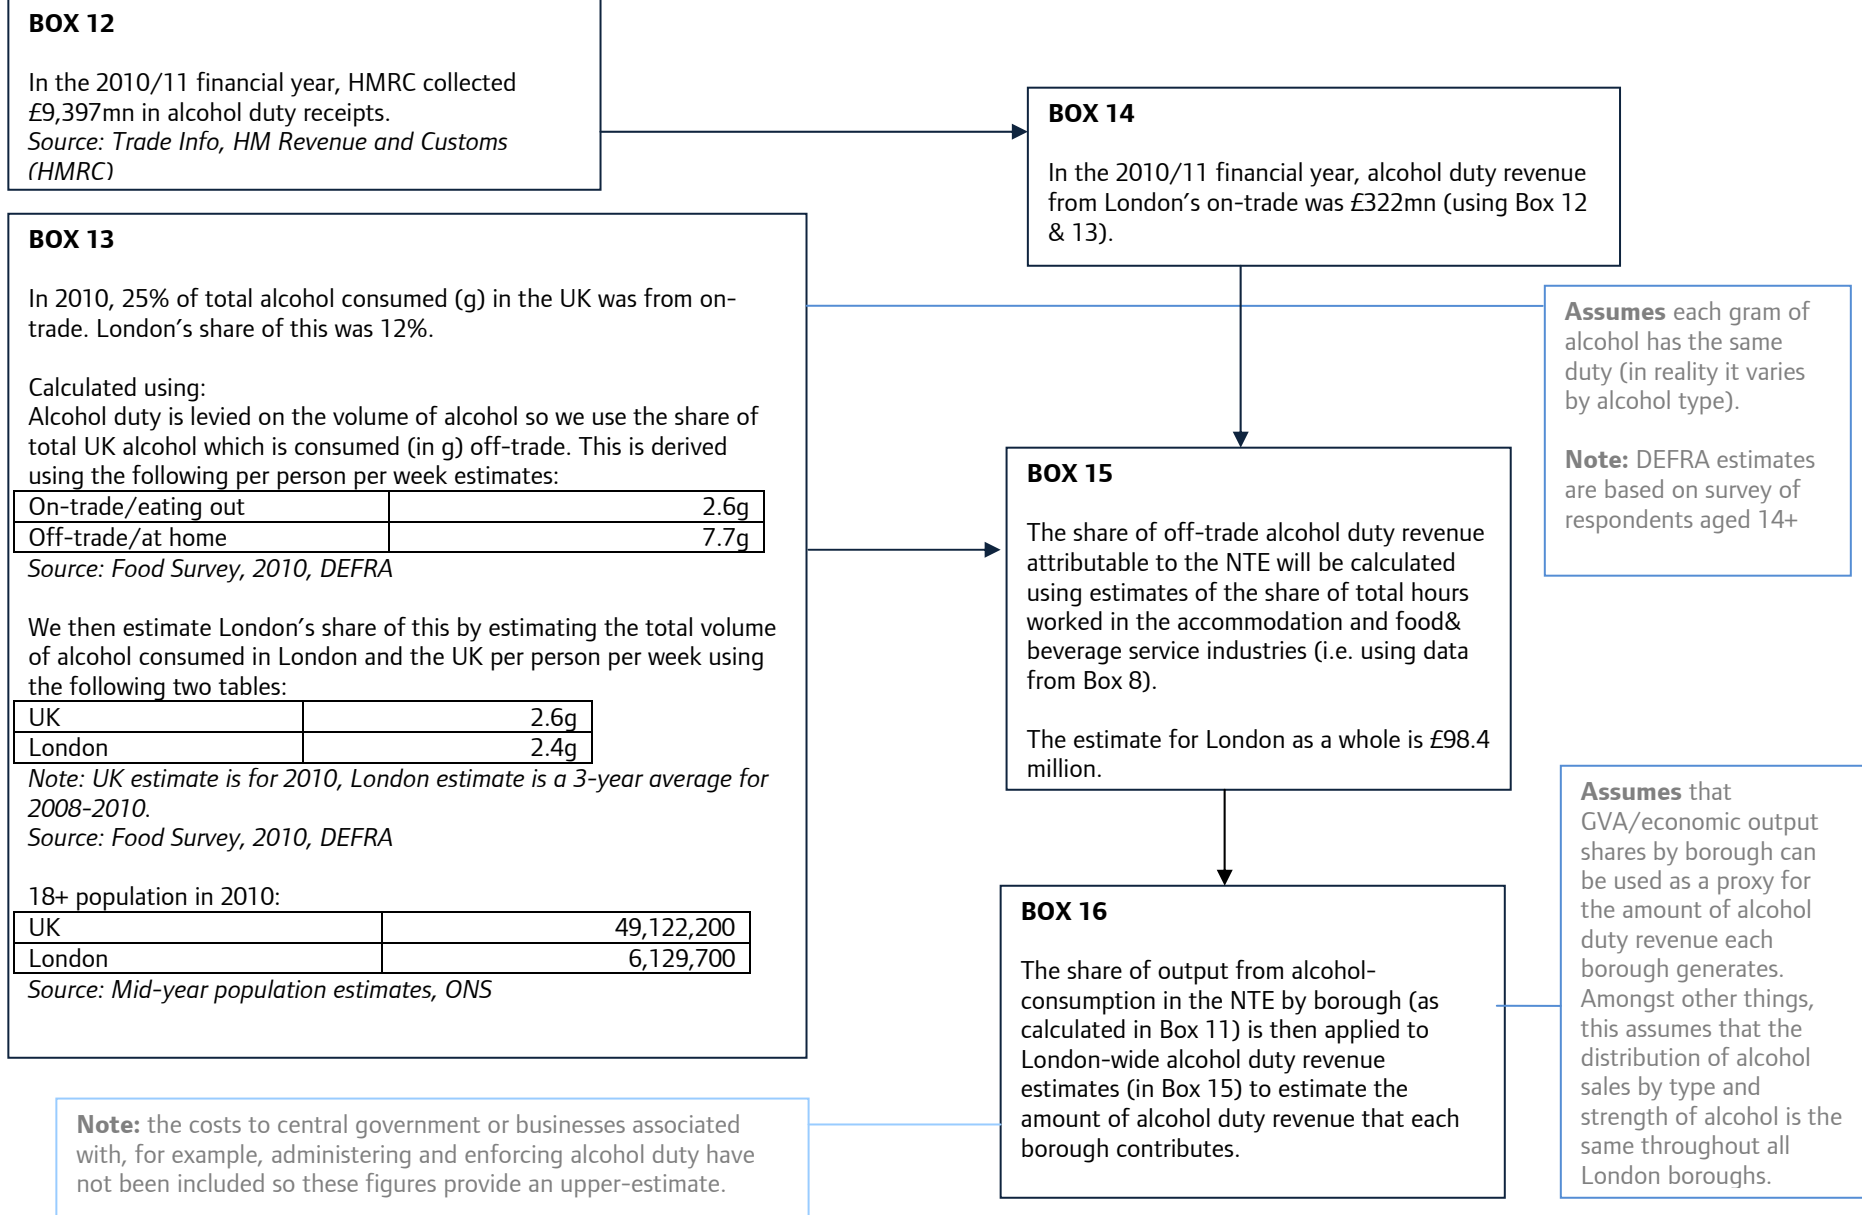 BOX 12
In the 2010/11 financial year, HMRC collected
£9,397mn in alcohol duty receipts.
Source: Trade Info, HM Revenue and Customs
(HMRC)
BOX 13
In 2010, 25% of total alcohol consumed (g) in the UK was from on-
trade. London's share of this was 12%.
Calculated using:
Alcohol duty is levied on the volume of alcohol so we use the share of
total UK alcohol which is consumed (in g) off-trade. This is derived
using the following per person per week estimates:
On-trade/eating out 2.6g
Off-trade/at home 7.7g
Source: Food Survey, 2010, DEFRA
We then estimate London's share of this by estimating the total volume
of alcohol consumed in London and the UK per person per week using
the following two tables:
UK 2.6g
London 2.4g
Note: UK estimate is for 2010, London estimate is a 3-year average for
2008-2010.
Source: Food Survey, 2010, DEFRA
18+ population in 2010:
UK 49,122,200
London 6,129,700
Source: Mid-year population estimates, ONS
Note: the costs to central government or businesses associated
with, for example, administering and enforcing alcohol duty have
not been included so these figures provide an upper-estimate.
BOX 14
In the 2010/11 financial year, alcohol duty revenue
from London's on-trade was £322mn (using Box 12
& 13).
BOX 15
The share of off-trade alcohol duty revenue
attributable to the NTE will be calculated
using estimates of the share of total hours
worked in the accommodation and food&
beverage service industries (i.e. using data
from Box 8).
The estimate for London as a whole is £98.4
million.
BOX 16
The share of output from alcohol-
consumption in the NTE by borough (as
calculated in Box 11) is then applied to
London-wide alcohol duty revenue
estimates (in Box 15) to estimate the
amount of alcohol duty revenue that each
borough contributes.
Assumes each gram of
alcohol has the same
duty (in reality it varies
by alcohol type).
Note: DEFRA estimates
are based on survey of
respondents aged 14+
Assumes that
GVA/economic output
shares by borough can
be used as a proxy for
the amount of alcohol
duty revenue each
borough generates.
Amongst other things,
this assumes that the
distribution of alcohol
sales by type and
strength of alcohol is the
same throughout all
London boroughs.